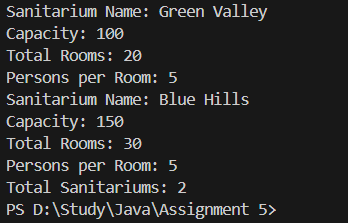 Sanitarium Name: Green Valley
Capacity: 100
Total Rooms: 20
Persons per Room: 5
Sanitarium Name: Blue Hills
Capacity: 150
Total Rooms: 30
Persons per Room: 5
Total Sanitariums: 2
PS D:\Study\Java\Assignment 5>